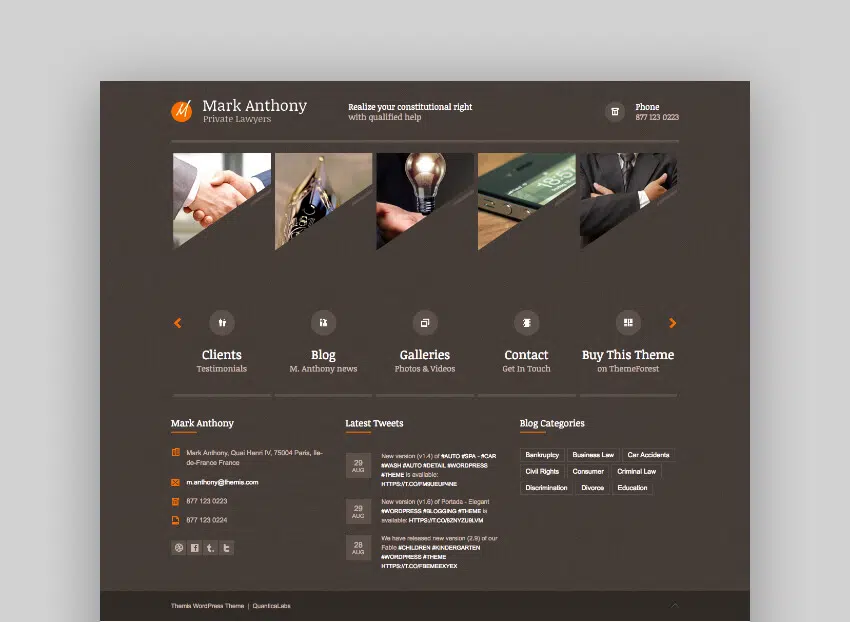 M
Mark Anthony
Private Lawyers
Realize your constitutional right
with qualified help
Phone
877 123 0223
18:51
Clients
Testimonials
Blog
M. Anthony news
Galleries
Photos & Videos
Contact
Get In Touch
Buy This Theme
on ThemeForest
Mark Anthony
Mark Anthony, Quai Henri IV, 75004 Paris, Ile-
de-France France
m.anthony@themis.com
877 123 0223
877 123 0224
Latest Tweets
29
AUG
New version (v1.4) of #AUTO #SPA - #CAR
#WASH #AUTO #DETAIL #WORDPRESS
#THEME is available:
HTTPS://T.CO/FM9UEUP4NE
29
AUG
New version (v1.6) of Portada - Elegant
#WORDPRESS #BLOGGING #THEME is
available: HTTPS://T.CO/8ZNYZU9LVM
28
AUG
We have released new version (2.9) of our
Fable #CHILDREN #KINDERGARTEN
#WORDPRESS #THEME
HTTPS://T.CO/FBEMEEXYEX
Blog Categories
Bankruptcy Business Law Car Accidents
Civil Rights Consumer Criminal Law
Discrimination Divorce Education
Themis WordPress Theme | QuanticaLabs